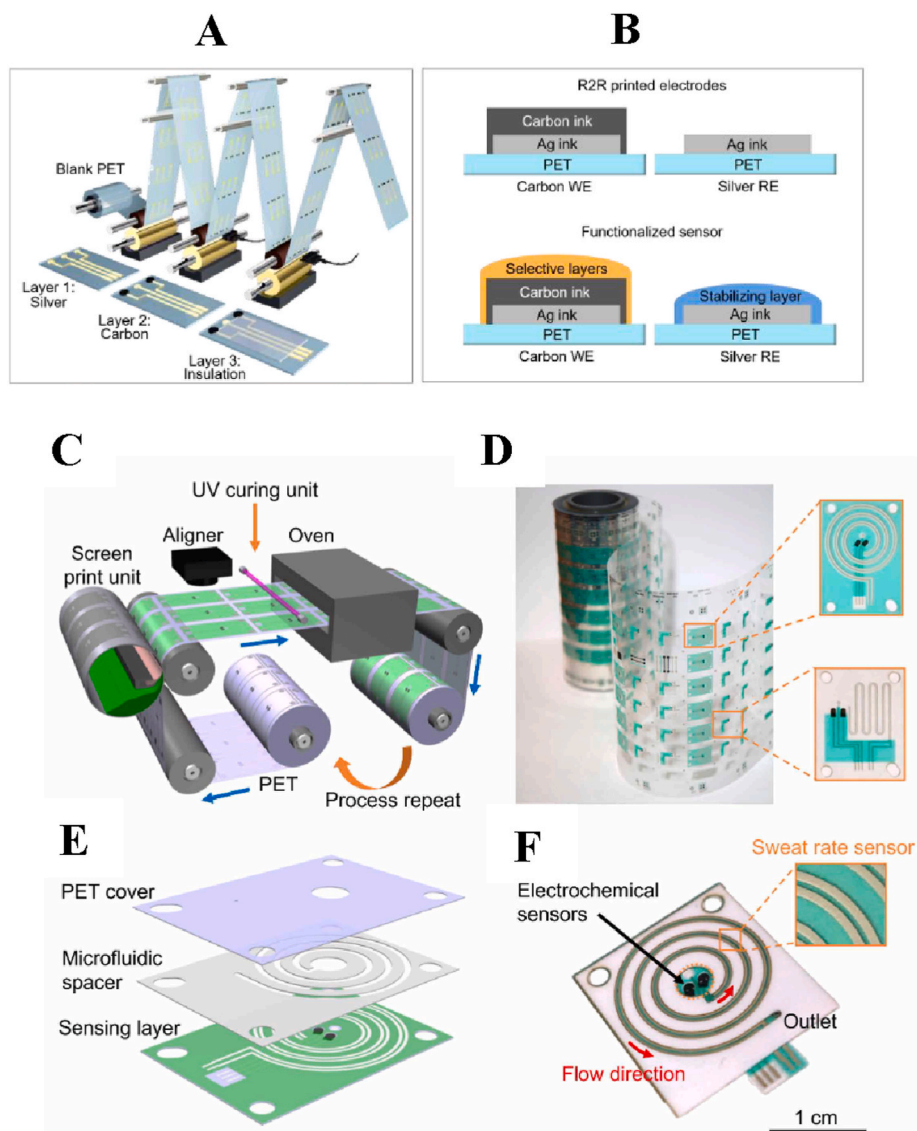 A
B
Blank PET
Layer 1:
Silver
Layer 2:
Carbon
Layer 3:
Insulation
R2R printed electrodes
Carbon ink
Ag ink
Ag ink
PET
PET
Carbon WE
Silver RE
Functionalized sensor
Selective layers
Carbon ink
Stabilizing layer
Ag ink
Ag ink
PET
PET
Carbon WE
Silver RE
C
D
UV curing unit
Aligner
Oven
Screen
print unit
PET
Process repeat
E
F
PET cover
Microfluidic
spacer
Sensing layer
Sweat rate sensor
Electrochemical
sensors
Outlet
Flow direction
1 cm